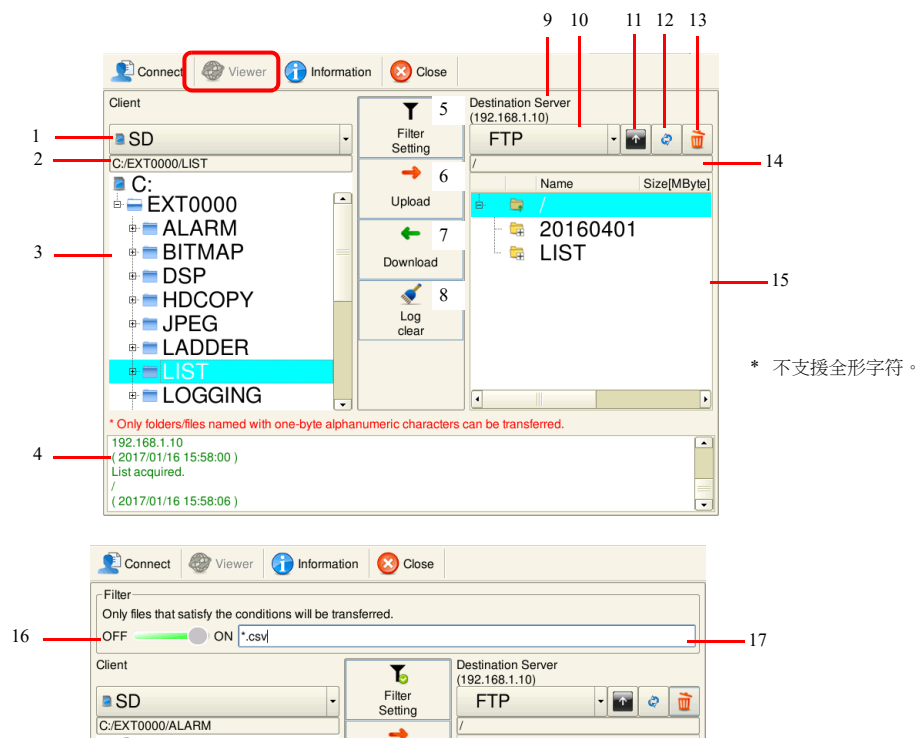 9 10 11 12 13
Connect Viewer Information Close
Client
5
Destination Server
(192.168.1.10)
1
SD
Filter
Setting
FTP
2
C:/EXT0000/LIST
/
14
C:
6
Name Size[MByte]
EXT0000
Upload
/
ALARM
7
20160401
3
BITMAP
Download
LIST
DSP
15
HDCOPY
8
JPEG
Log
clear
LADDER
LIST
* 不支援全形字符。
LOGGING
* Only folders/files named with one-byte alphanumeric characters can be transferred.
192.168.1.10
4
( 2017/01/16 15:58:00 )
List acquired.
/
( 2017/01/16 15:58:06 )
Connect Viewer Information Close
Filter
Only files that satisfy the conditions will be transferred.
16
OFF ON *.csv
17
Client
Destination Server
(192.168.1.10)
SD
Filter
Setting
FTP
C:/EXT0000/ALARM
/